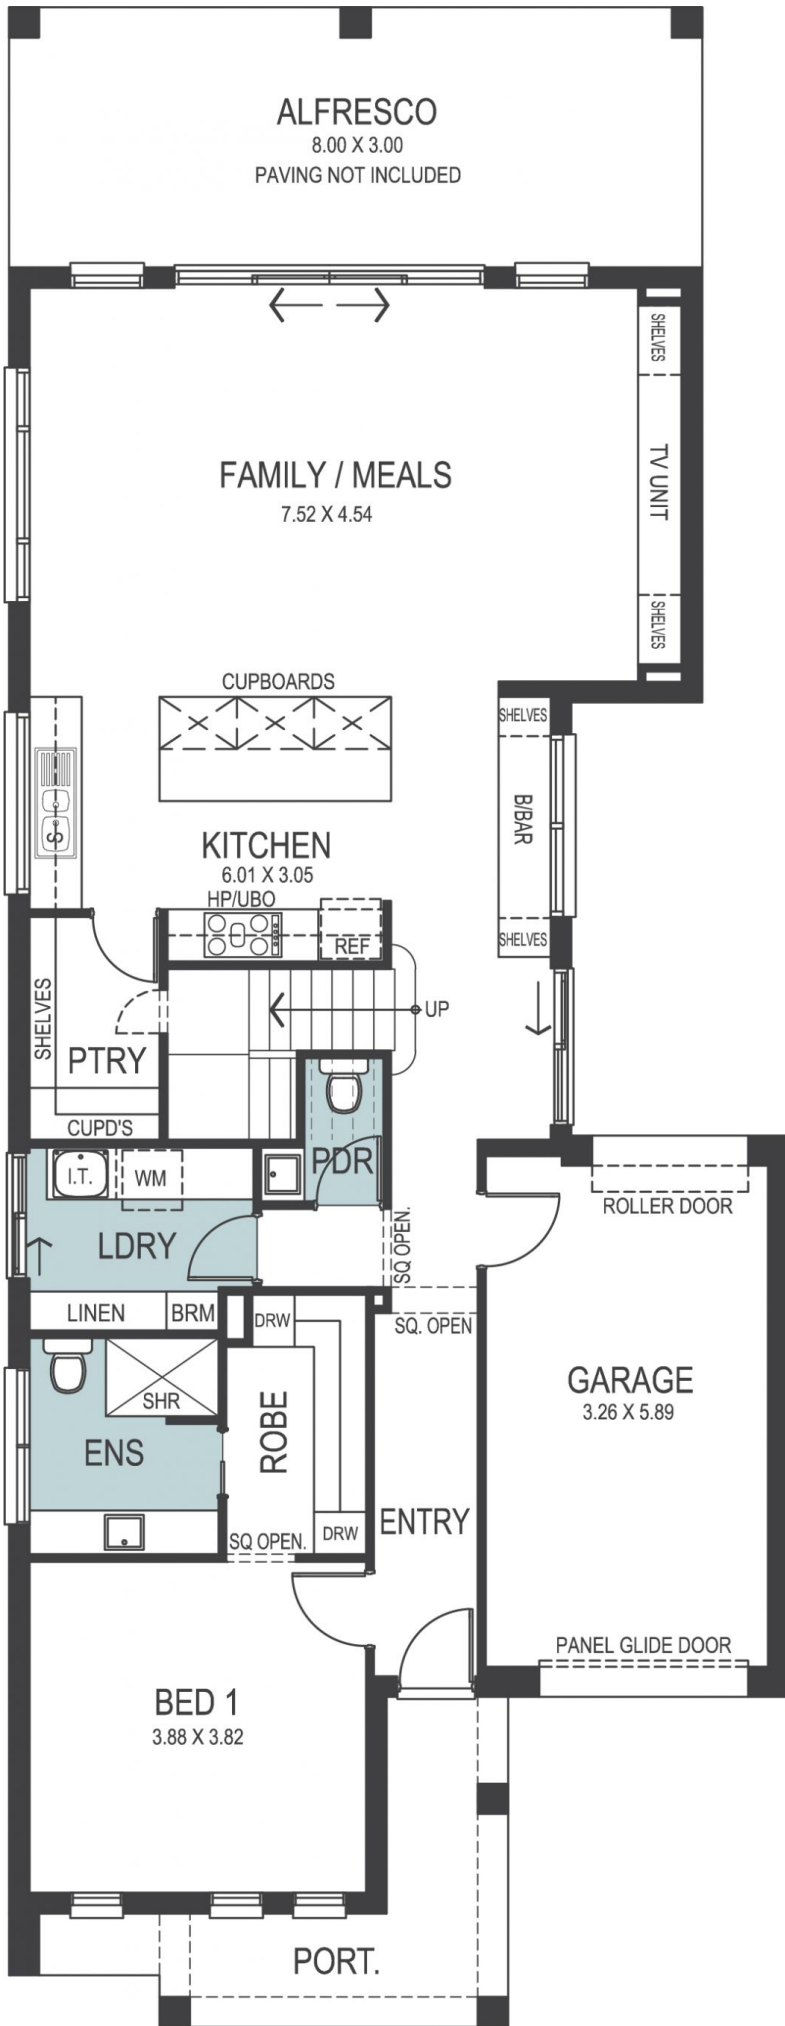 ALFRESCO
8.00 X 3.00
PAVING NOT INCLUDED
SHELVES
TV UNIT
SHELVES
FAMILY / MEALS
7.52 X 4.54
CUPBOARDS
SHELVES
B/BAR
SHELVES
S
KITCHEN
6.01 X 3.05
HP/UBO
REF
UP
SHELVES
PTRY
CUPD'S
I.T.
WM
PDR
LDRY
ROLLER DOOR
SQ OPEN.
LINEN
BRM
DRW
SQ. OPEN
SHR
ROBE
GARAGE
3.26 X 5.89
ENS
ENTRY
SQ OPEN.
DRW
PANEL GLIDE DOOR
BED 1
3.88 X 3.82
PORT.